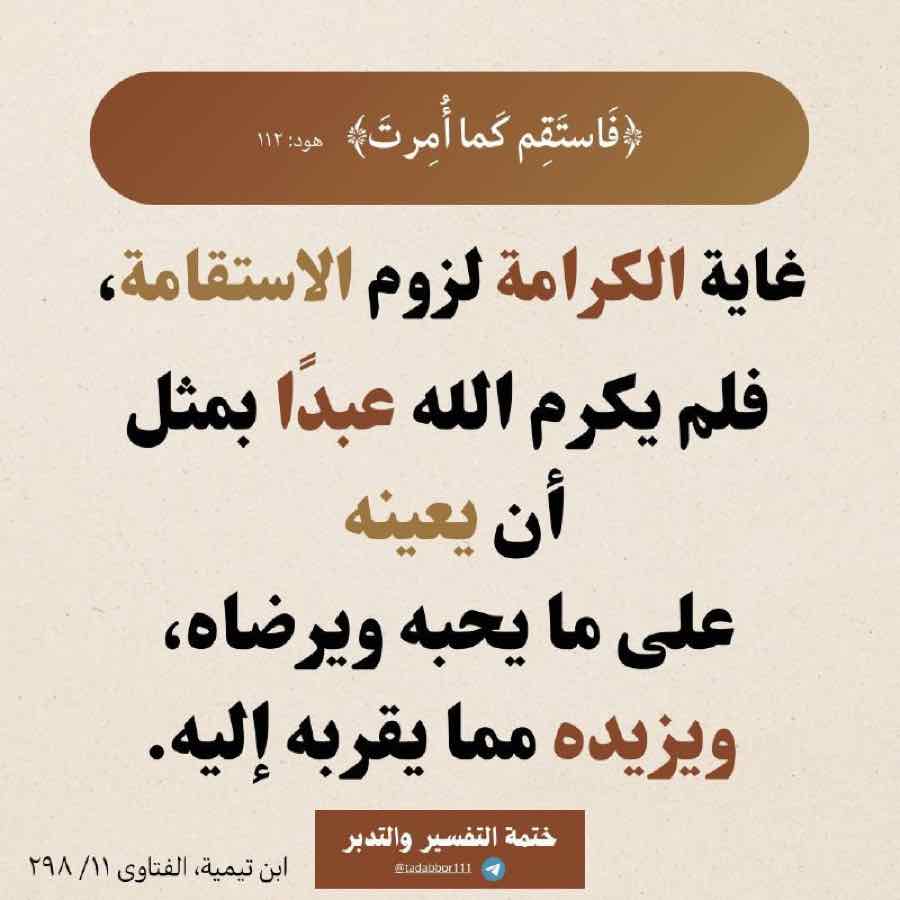 ﴿فَاستَقِم كَما أُمِرتَ﴾ هود: ١١٢
غاية الكرامة لزوم الاستقامة،
فلم يكرم الله عبدًا بمثل
أن يعينه
على ما يحبه ويرضاه،
ويزيده مما يقربه إليه.
ختمة التفسير والتدبر
@tadabbor111
ابن تيمية، الفتاوى ١١/ ٢٩٨